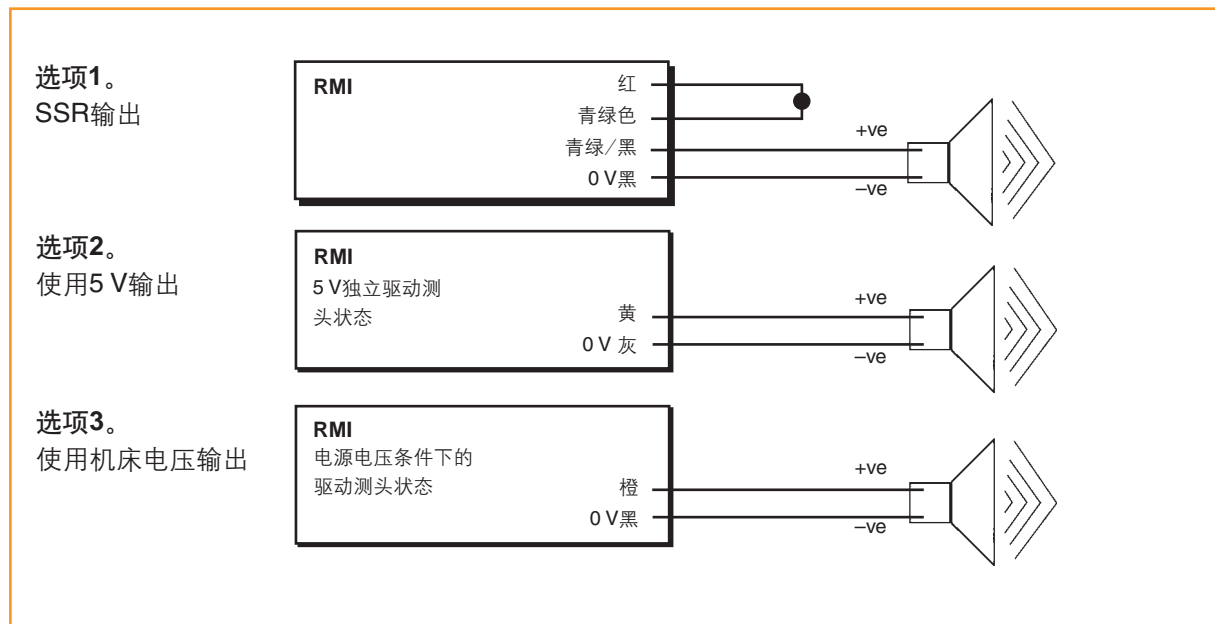 选项1。
SSR输出
RMI
红
青绿色
青绿/黑
0 V黑
+ve
–ve
选项2。
使用5 V输出
RMI
5 V独立驱动测
头状态
黄
0 V 灰
+ve
–ve
选项3。
使用机床电压输出
RMI
电源电压条件下的
驱动测头状态
橙
0 V黑
+ve
–ve